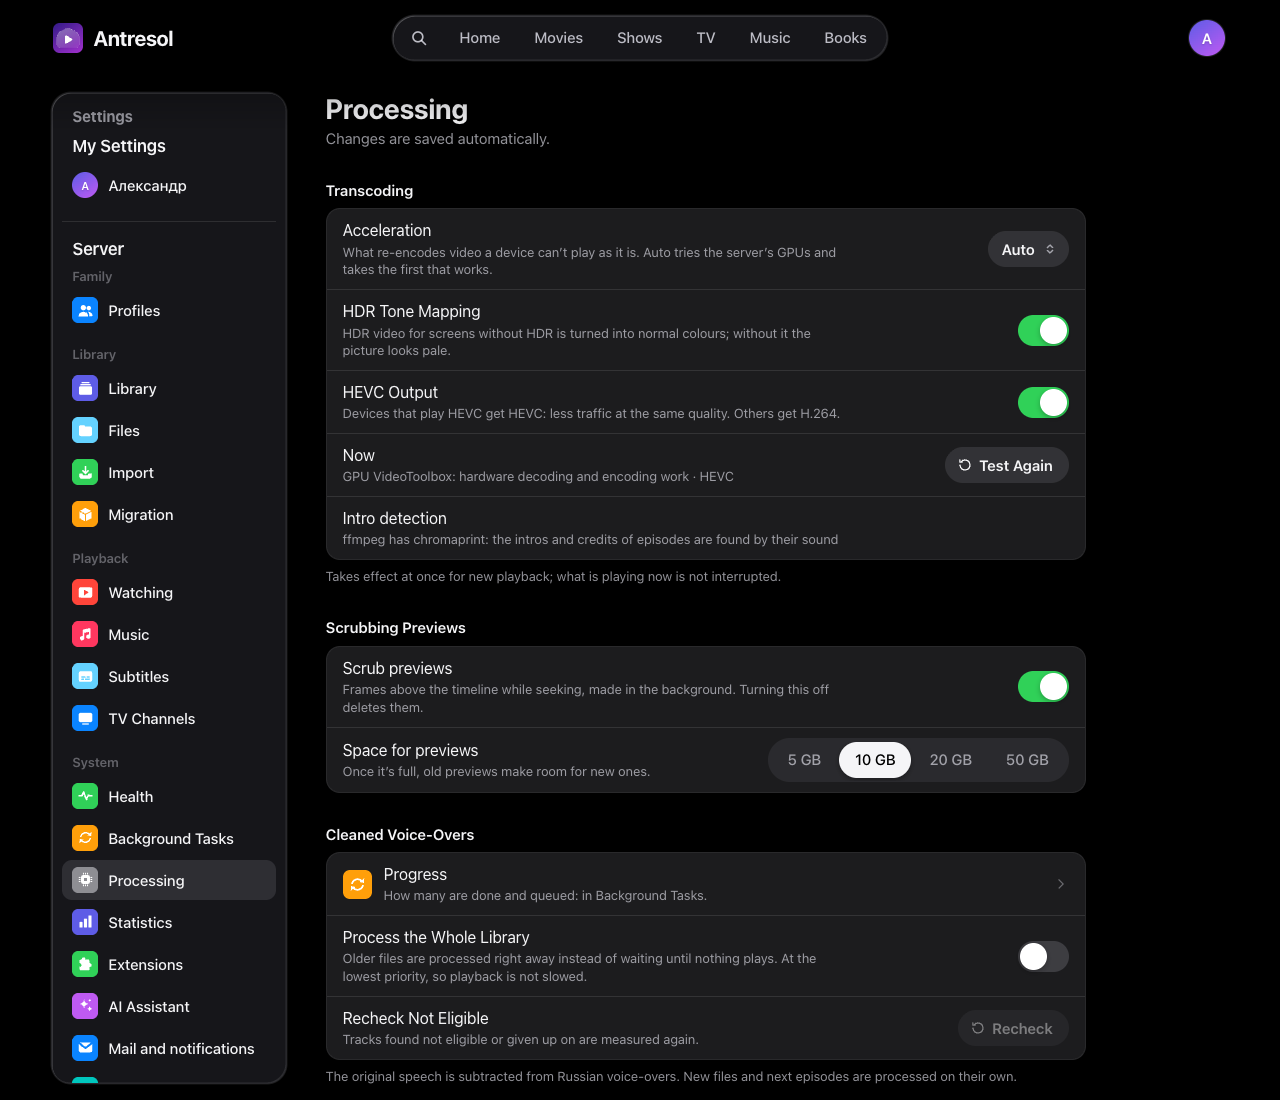 Antresol
Home
Movies
Shows
TV
Music
Books
A
Settings
My Settings
A
Александр
Server
Family
Profiles
Library
Library
Files
Import
Migration
Playback
Watching
Music
Subtitles
TV Channels
System
Health
Background Tasks
Processing
Statistics
Extensions
AI Assistant
Mail and notifications
Processing
Changes are saved automatically.
Transcoding
Acceleration
What re-encodes video a device can’t play as it is. Auto tries the server’s GPUs and
takes the first that works.
Auto
HDR Tone Mapping
HDR video for screens without HDR is turned into normal colours; without it the
picture looks pale.
HEVC Output
Devices that play HEVC get HEVC: less traffic at the same quality. Others get H.264.
Now
GPU VideoToolbox: hardware decoding and encoding work · HEVC
Test Again
Intro detection
ffmpeg has chromaprint: the intros and credits of episodes are found by their sound
Takes effect at once for new playback; what is playing now is not interrupted.
Scrubbing Previews
Scrub previews
Frames above the timeline while seeking, made in the background. Turning this off
deletes them.
Space for previews
Once it’s full, old previews make room for new ones.
5 GB
10 GB
20 GB
50 GB
Cleaned Voice-Overs
Progress
How many are done and queued: in Background Tasks.
Process the Whole Library
Older files are processed right away instead of waiting until nothing plays. At the
lowest priority, so playback is not slowed.
Recheck Not Eligible
Tracks found not eligible or given up on are measured again.
Recheck
The original speech is subtracted from Russian voice-overs. New files and next episodes are processed on their own.